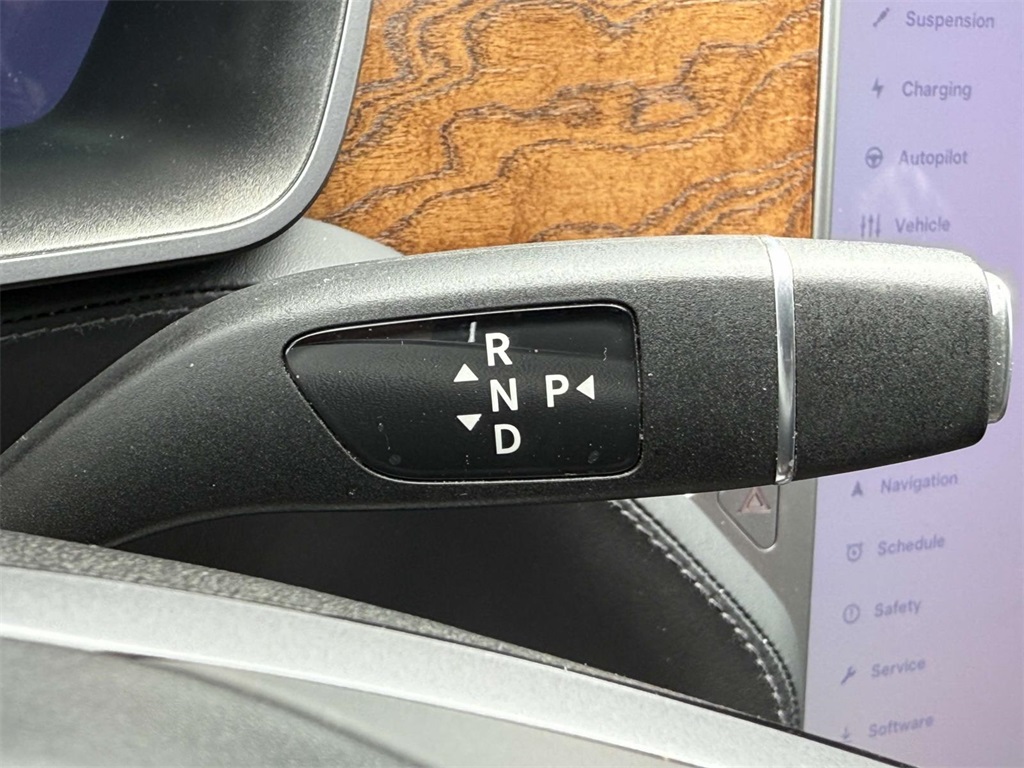 Suspension
Charging
Autopilot
Vehicle
R
N P
D
Navigation
Schedule
Safety
Service
Software